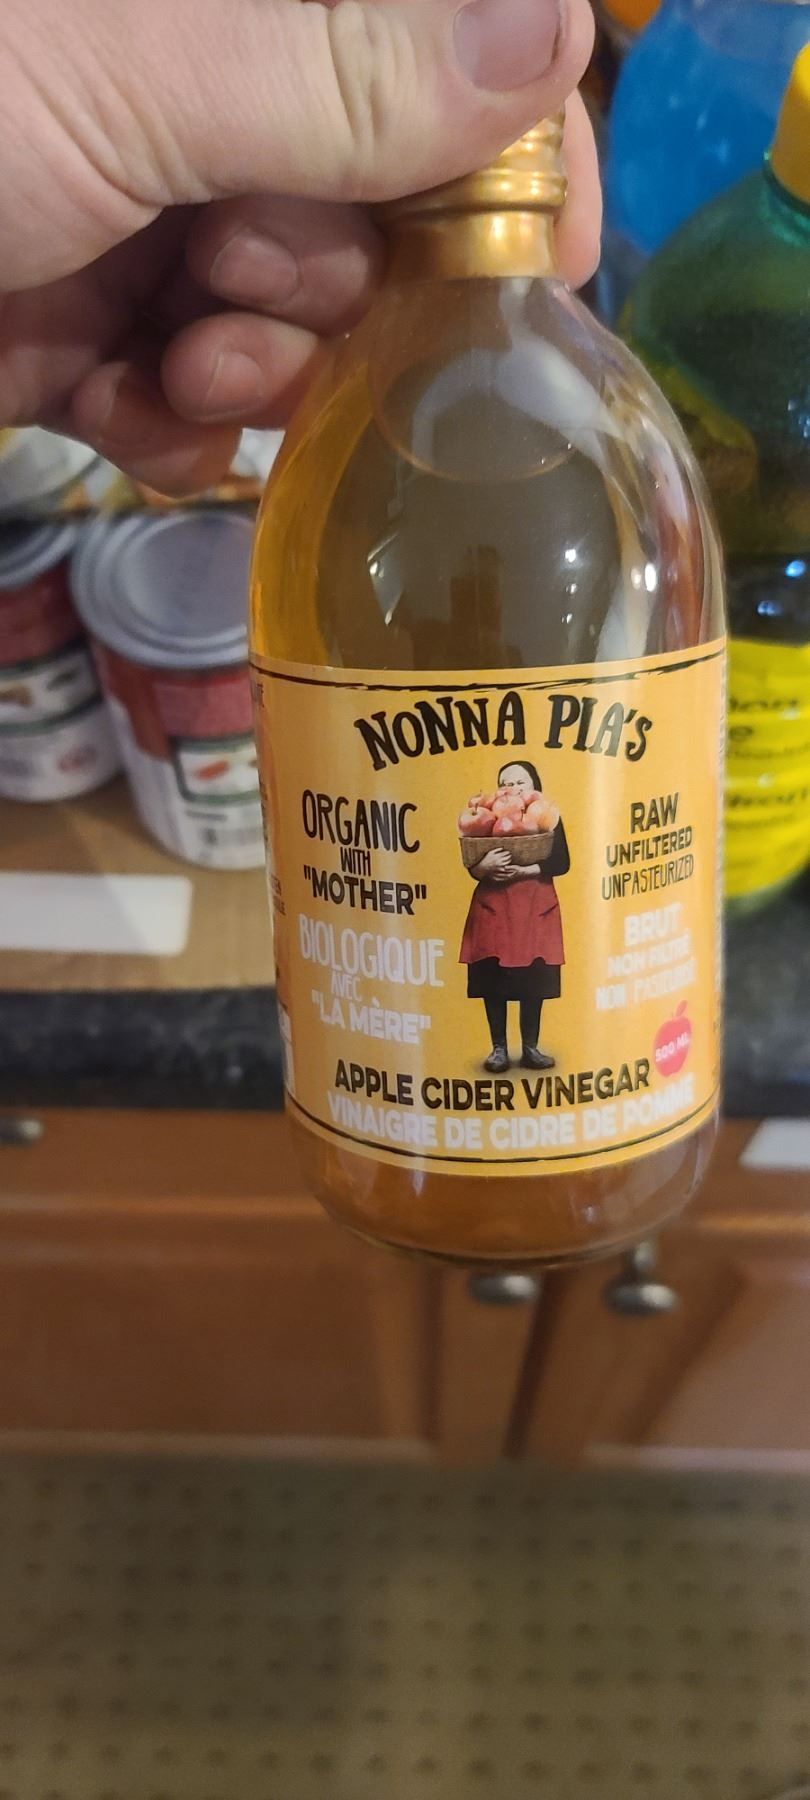 NONNA PIA's
ORGANIC
WITH
"MOTHER"
BIOLOGIQUE
AVEC
"LA MÈRE"
RAW
UNFILTERED
UNPASTEURIZED
BRUT
NON FILTRÉ
NON PASTEURISÉ
500 ML
APPLE CIDER VINEGAR
VINAIGRE DE CIDRE DE POMME